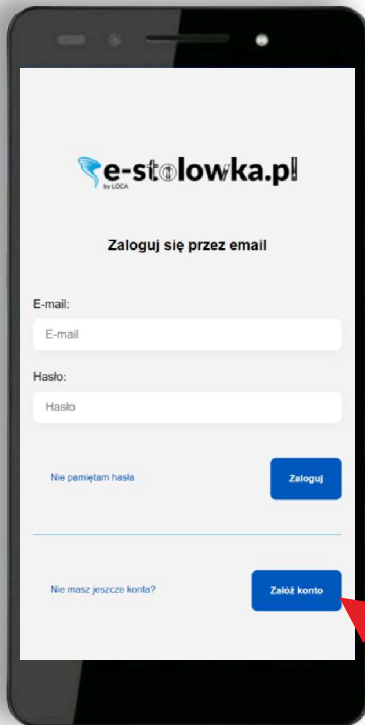 e-stolowka.pl
by LOCA
Zaloguj się przez email
E-mail:
E-mail
Hasło:
Hasło
Nie pamiętam hasła
Zaloguj
Nie masz jeszcze konta?
Załóż konto